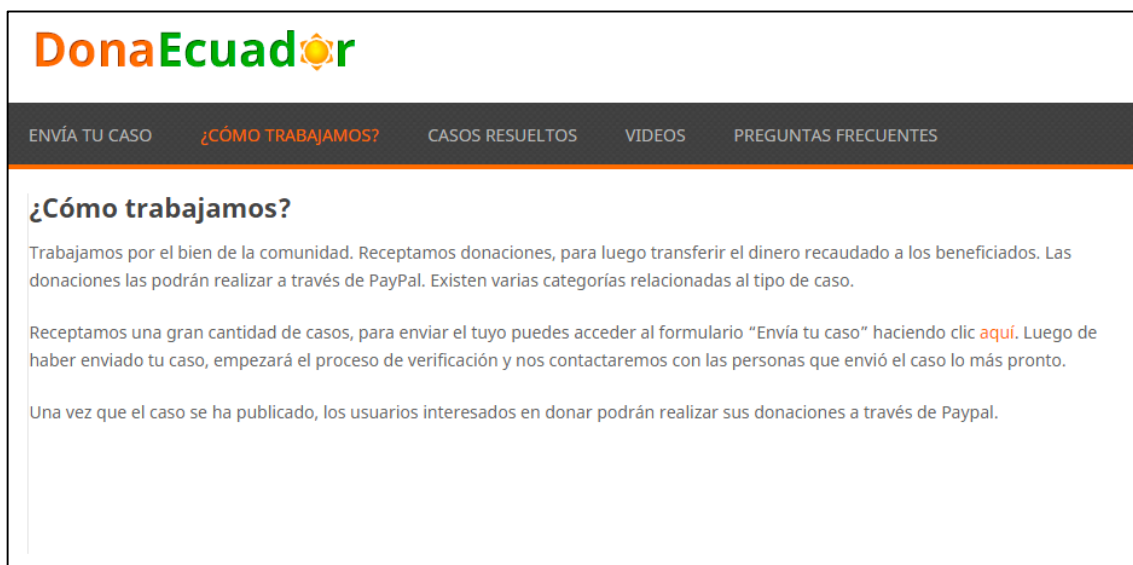 DonaEcuador
ENVÍA TU CASO ¿CÓMO TRABAJAMOS? CASOS RESUELTOS VIDEOS PREGUNTAS FRECUENTES
¿Cómo trabajamos?
Trabajamos por el bien de la comunidad. Receptamos donaciones, para luego transferir el dinero recaudado a los beneficiados. Las
donaciones las podrán realizar a través de PayPal. Existen varias categorías relacionadas al tipo de caso.
Receptamos una gran cantidad de casos, para enviar el tuyo puedes acceder al formulario “Envía tu caso” haciendo clic aquí. Luego de
haber enviado tu caso, empezará el proceso de verificación y nos contactaremos con las personas que envió el caso lo más pronto.
Una vez que el caso se ha publicado, los usuarios interesados en donar podrán realizar sus donaciones a través de Paypal.